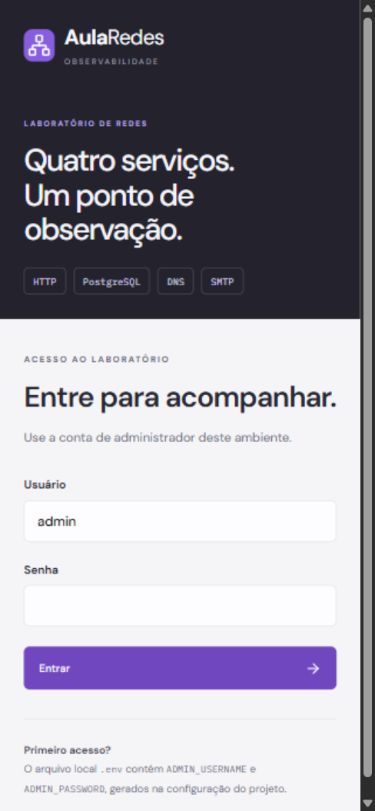 AulaRedes
OBSERVABILIDADE
LABORATÓRIO DE REDES
Quatro serviços.
Um ponto de
observação.
HTTP PostgreSQL DNS SMTP
ACESSO AO LABORATÓRIO
Entre para acompanhar.
Use a conta de administrador deste ambiente.
Usuário
admin
Senha
Entrar →
Primeiro acesso?
O arquivo local .env contém ADMIN_USERNAME e
ADMIN_PASSWORD, gerados na configuração do projeto.